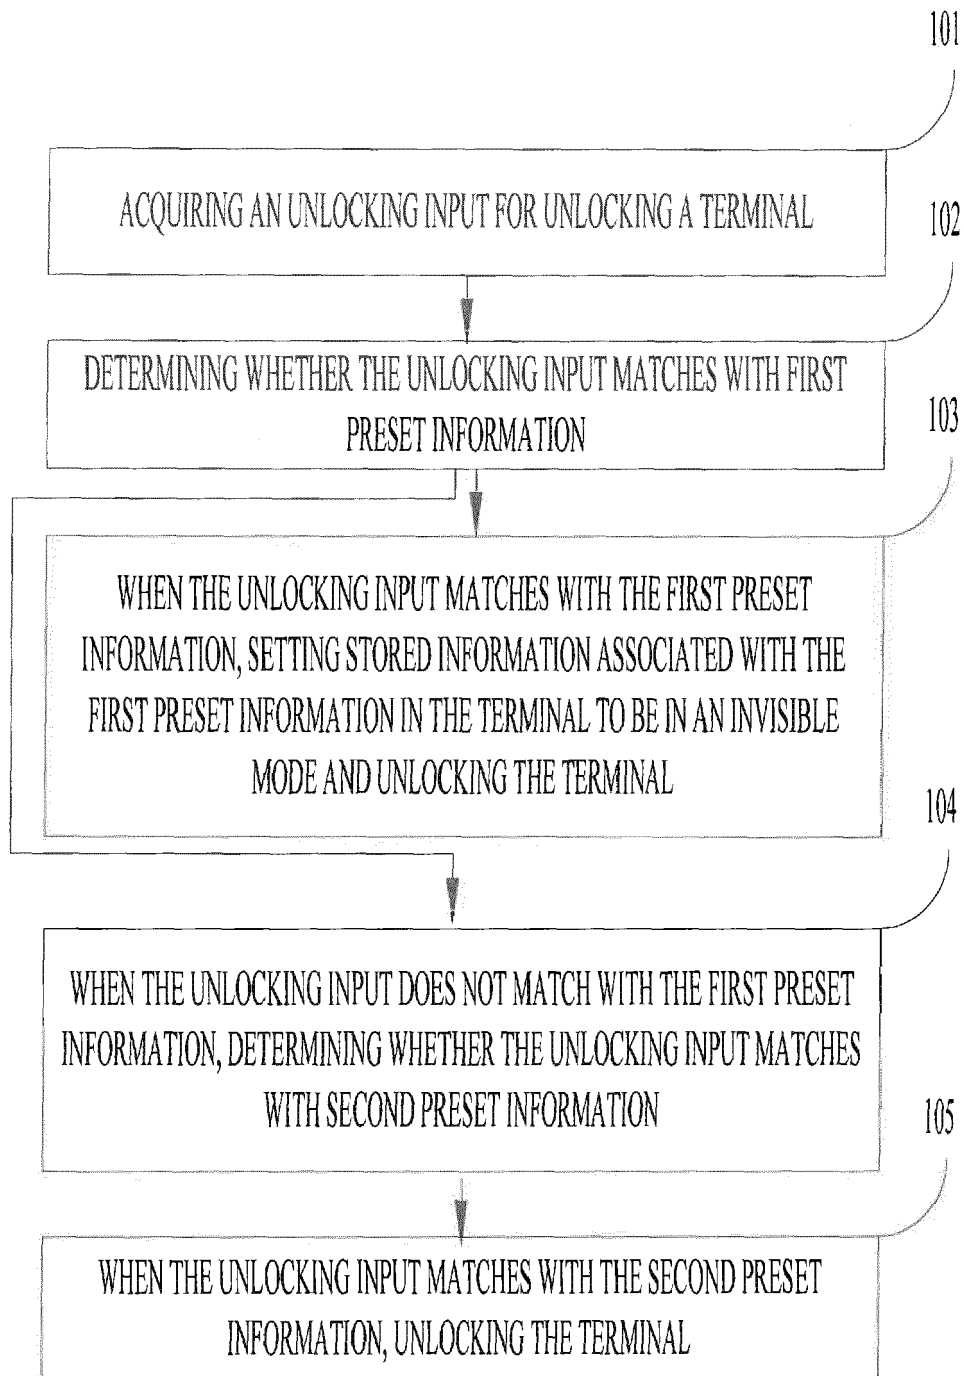 101
ACQUIRING AN UNLOCKING INPUT FOR UNLOCKING A TERMINAL
102
DETERMINING WHETHER THE UNLOCKING INPUT MATCHES WITH FIRST
PRESET INFORMATION
103
WHEN THE UNLOCKING INPUT MATCHES WITH THE FIRST PRESET
INFORMATION, SETTING STORED INFORMATION ASSOCIATED WITH THE
FIRST PRESET INFORMATION IN THE TERMINAL TO BE IN AN INVISIBLE
MODE AND UNLOCKING THE TERMINAL
104
WHEN THE UNLOCKING INPUT DOES NOT MATCH WITH THE FIRST PRESET
INFORMATION, DETERMINING WHETHER THE UNLOCKING INPUT MATCHES
WITH SECOND PRESET INFORMATION
105
WHEN THE UNLOCKING INPUT MATCHES WITH THE SECOND PRESET
INFORMATION, UNLOCKING THE TERMINAL